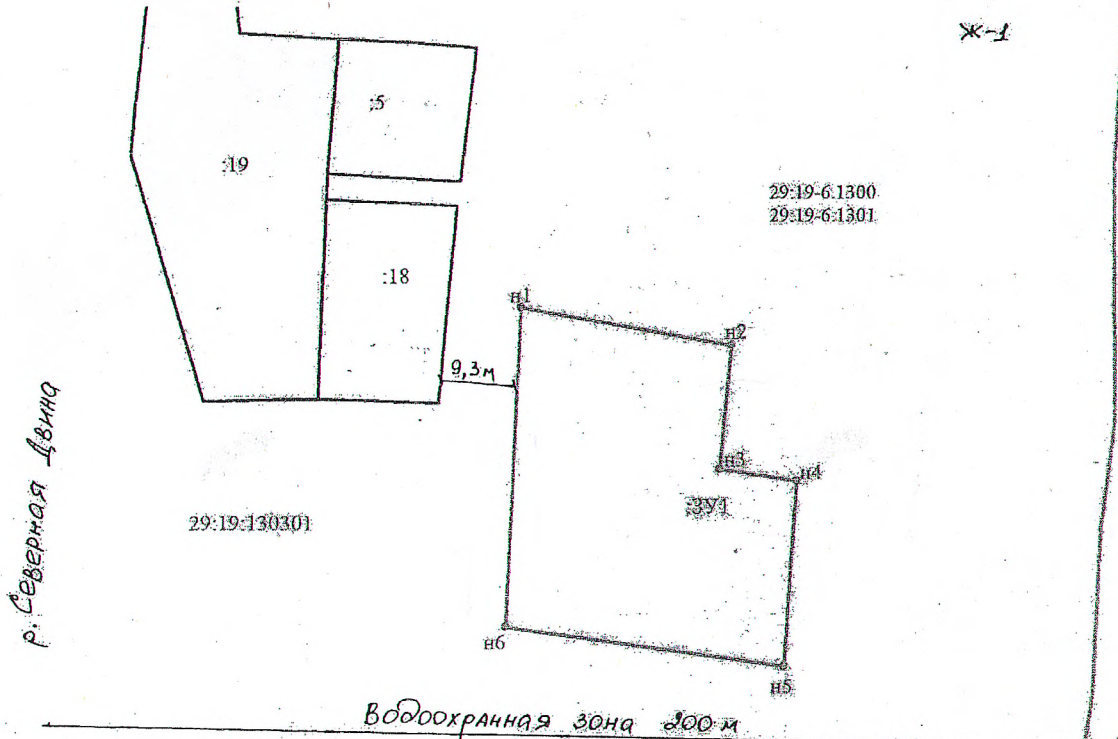 Ж-1
:5
:19
29:19-6.1300
29:19-6.1301
:18
н1
н2
9,3м
н3
н4
:ЗУ1
р. Северная Двина
29:19:130301
н6
н5
Водоохранная зона 200 м